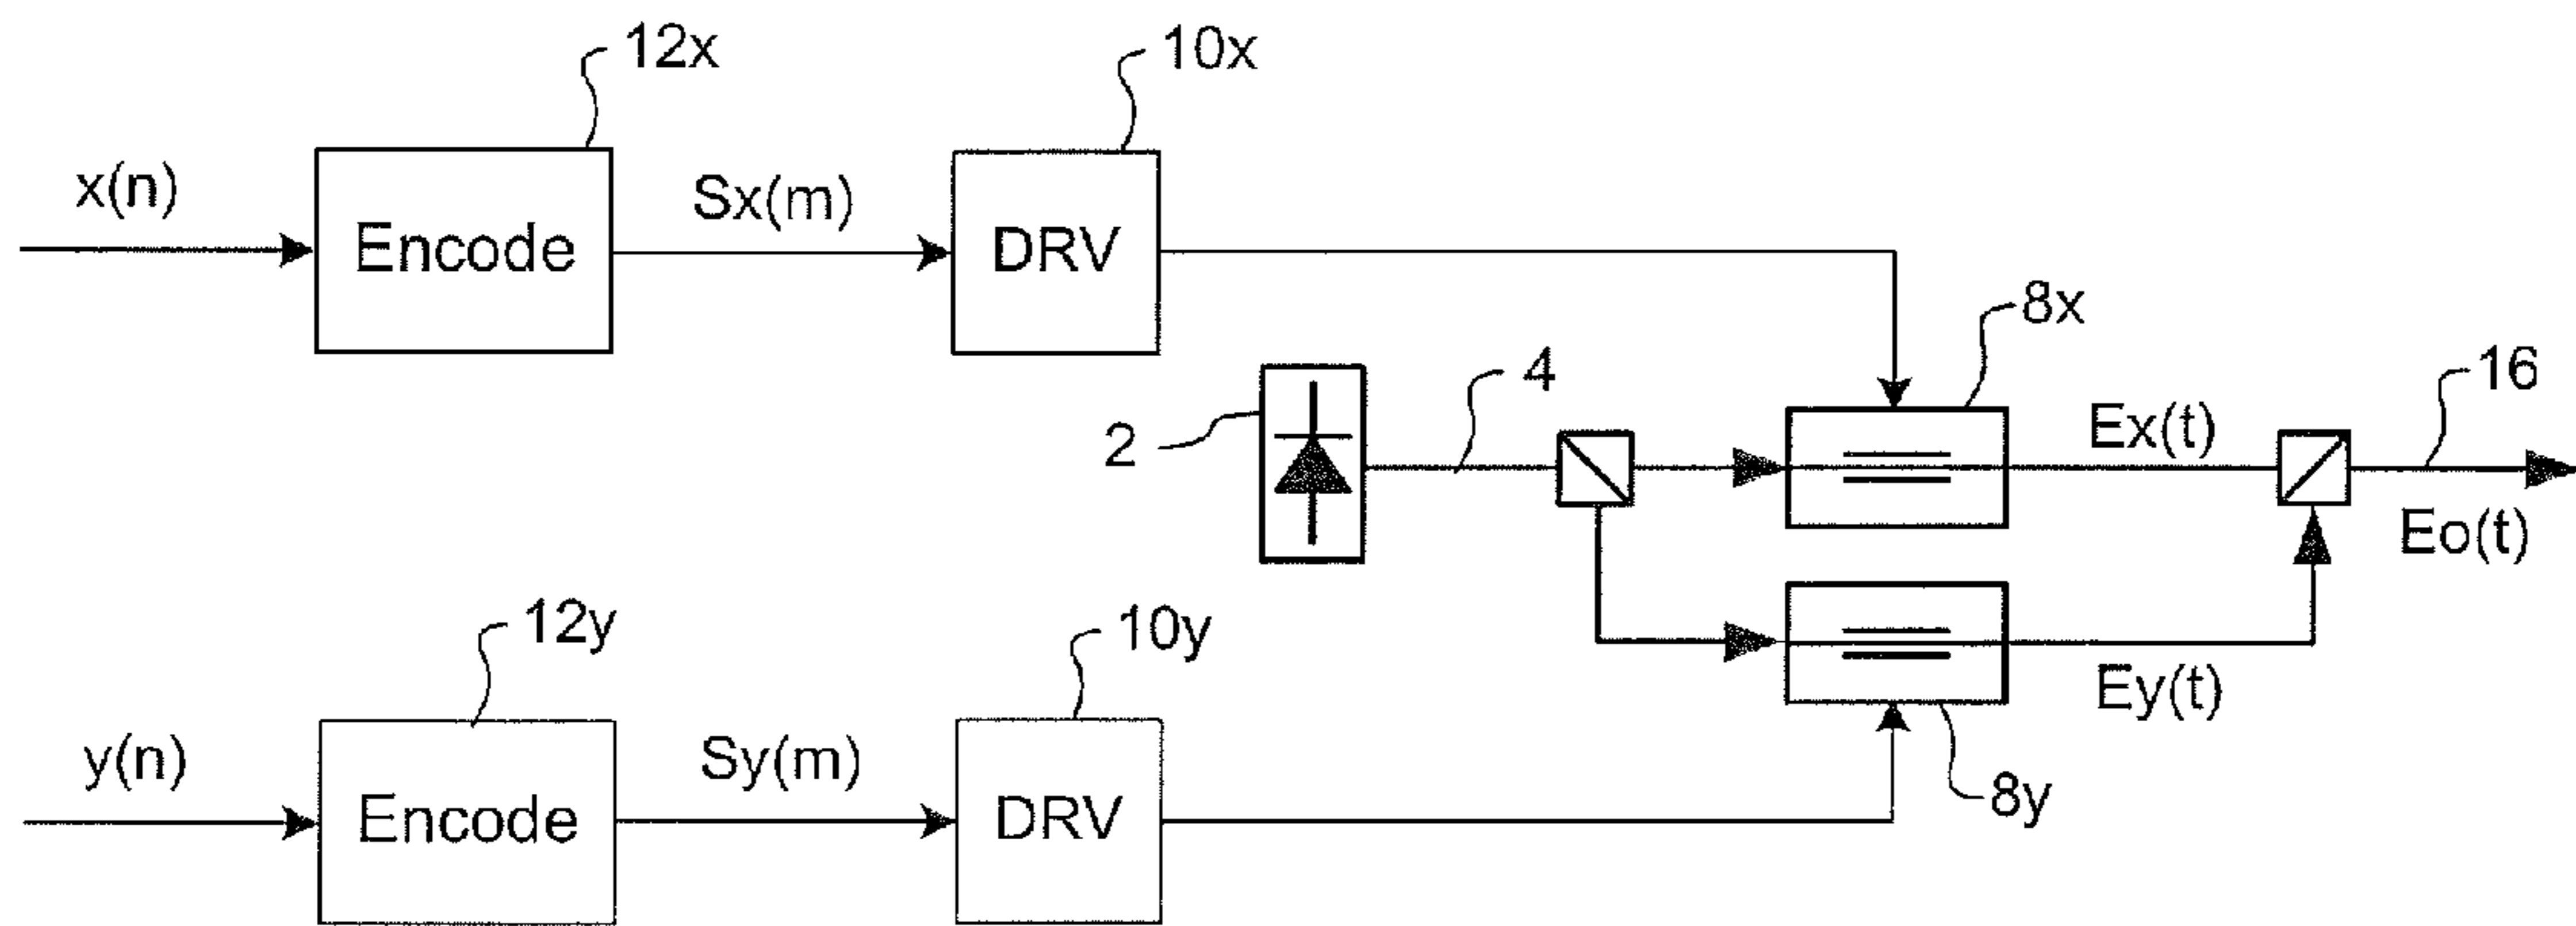 12x
10x
x(n)
Encode
Sx(m)
DRV
8x
2
4
Ex(t)
16
Eo(t)
12y
10y
Ey(t)
8y
y(n)
Encode
Sy(m)
DRV